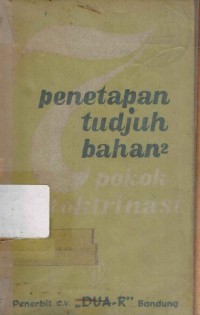 penetapan
tudjuh
bahan2
pokok
Penerbit c.v. „DUA-R” Bandung